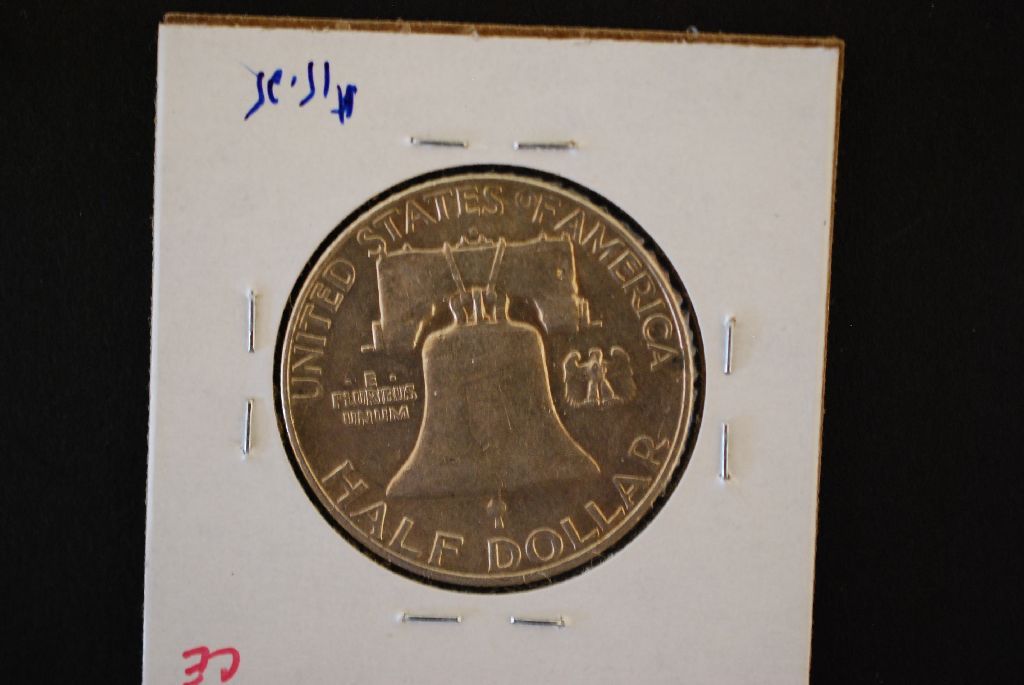 UNITED STATES OF AMERICA
E
PLURIBUS
UNUM
HALF DOLLAR